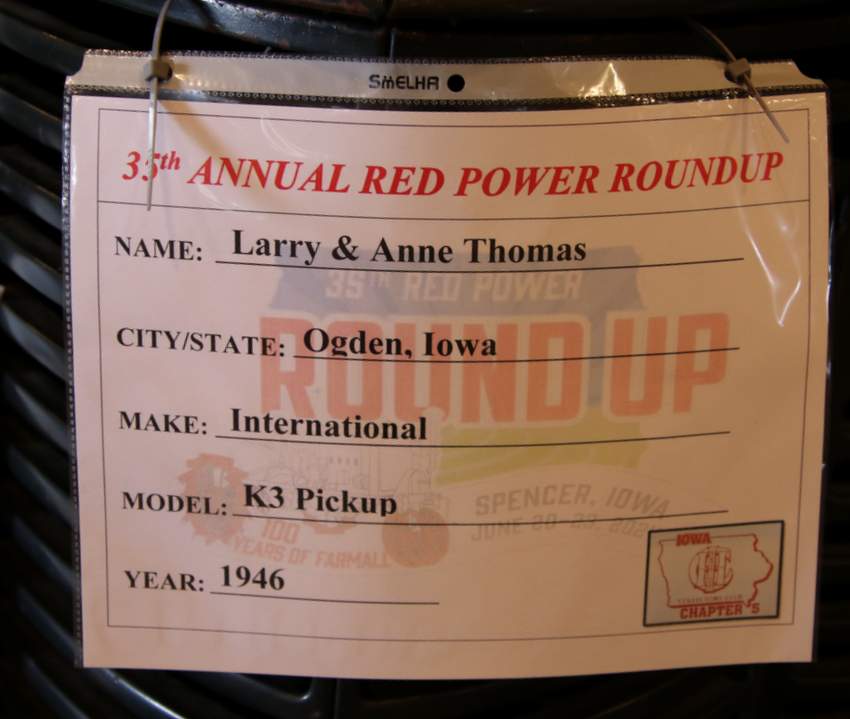 SMELHA
35th ANNUAL RED POWER ROUNDUP
NAME: Larry & Anne Thomas
35TH RED POWER
ROUND UP
CITY/STATE: Ogden, Iowa
MAKE: International
MODEL: K3 Pickup
SPENCER, IOWA
100
YEARS OF FARMALL
YEAR: 1946
IOWA
CHAPTER 5